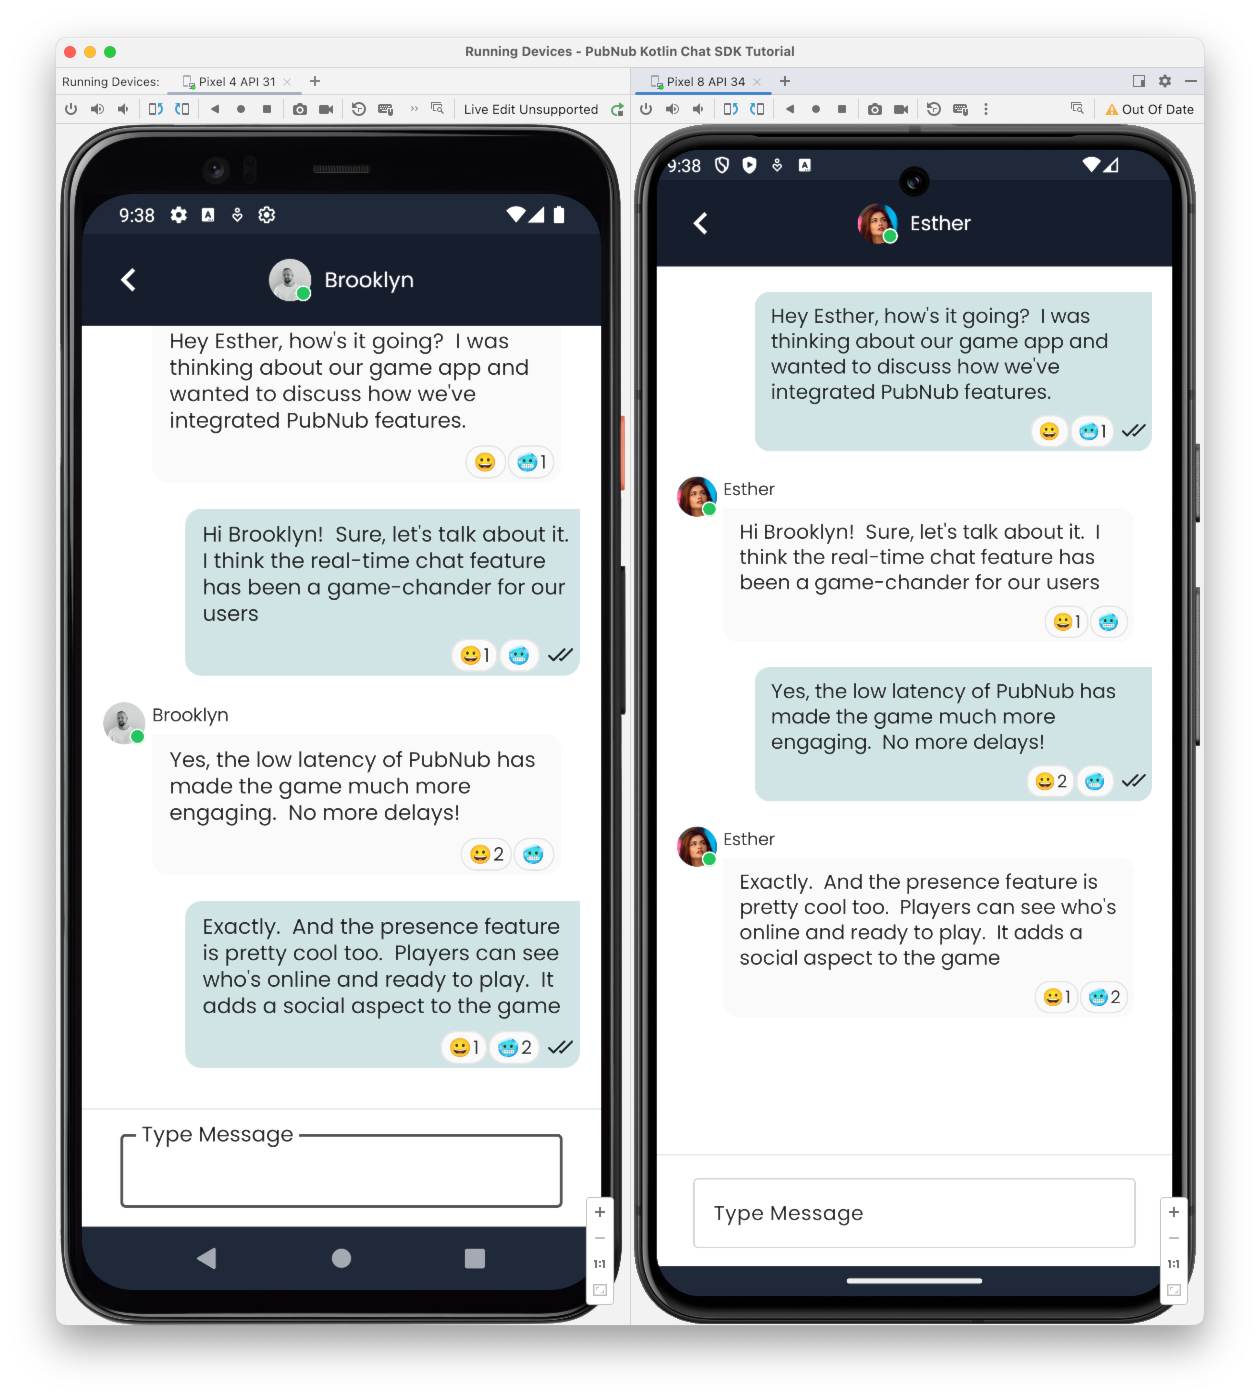 Running Devices - PubNub Kotlin Chat SDK Tutorial
Running Devices:
Pixel 4 API 31
Pixel 8 API 34
Live Edit Unsupported
Out Of Date
9:38
Brooklyn
Hey Esther, how's it going?  I was
thinking about our game app and
wanted to discuss how we've
integrated PubNub features.
1
Hi Brooklyn!  Sure, let's talk about it.
I think the real-time chat feature
has been a game-chander for our
users
1
Brooklyn
Yes, the low latency of PubNub has
made the game much more
engaging.  No more delays!
2
Exactly.  And the presence feature
is pretty cool too.  Players can see
who's online and ready to play.  It
adds a social aspect to the game
1 2
Type Message
1:1
9:38
Esther
Hey Esther, how's it going?  I was
thinking about our game app and
wanted to discuss how we've
integrated PubNub features.
1
Esther
Hi Brooklyn!  Sure, let's talk about it.  I
think the real-time chat feature has
been a game-chander for our users
1
Yes, the low latency of PubNub has
made the game much more
engaging.  No more delays!
2
Esther
Exactly.  And the presence feature is
pretty cool too.  Players can see who's
online and ready to play.  It adds a
social aspect to the game
1 2
Type Message
1:1